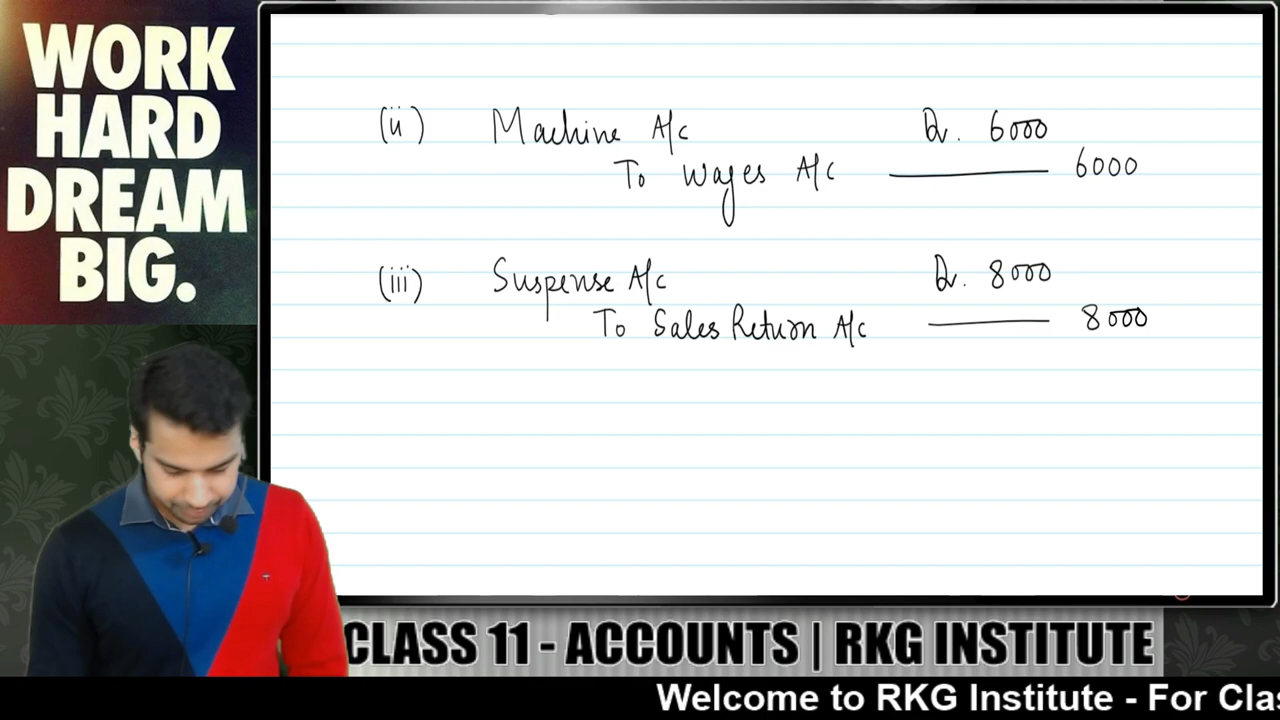 WORK
HARD
DREAM
BIG.
(ii) Machine A/c Dr. 6000
To Wages A/c 6000
(iii) Suspense A/c Dr. 8000
To Sales Return A/c 8000
CLASS 11 - ACCOUNTS | RKG INSTITUTE
Welcome to RKG Institute - For Clas